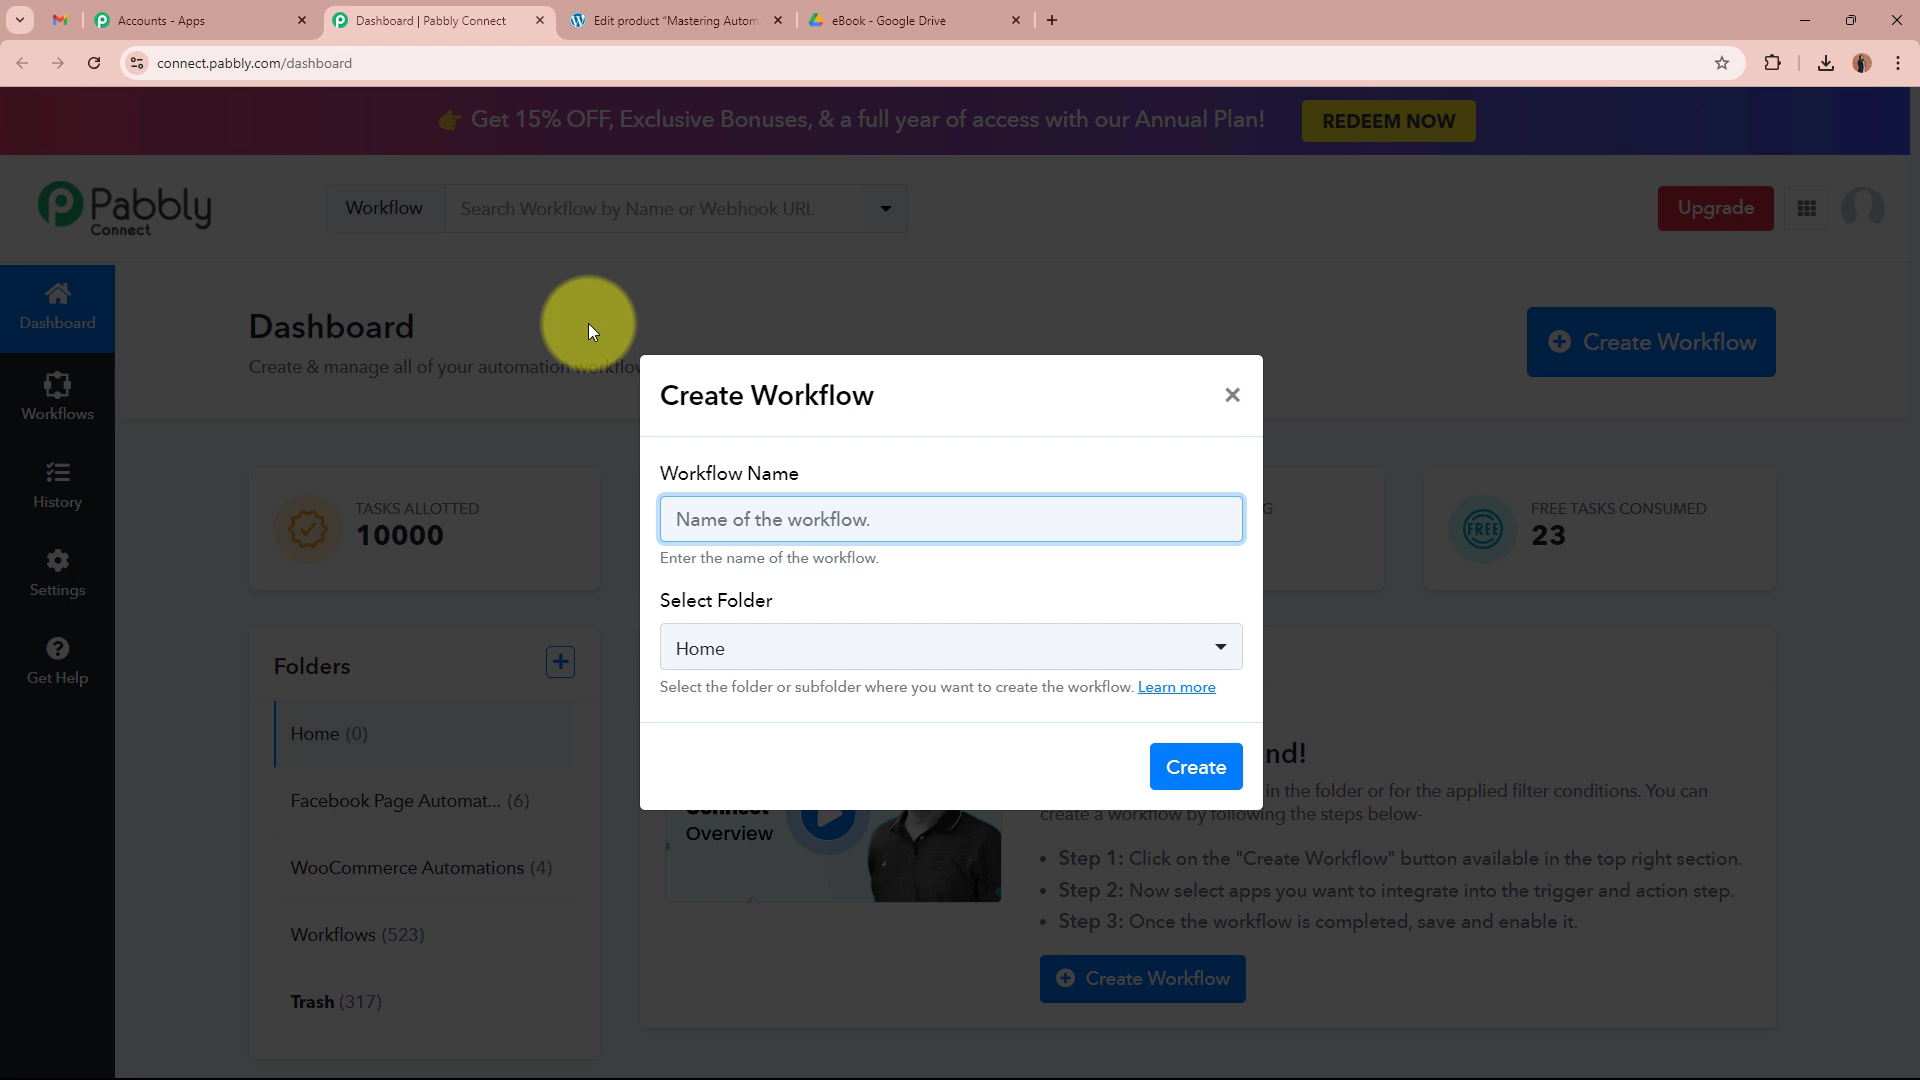 Accounts - Apps
Dashboard | Pabbly Connect
Edit product "Mastering Autom
eBook - Google Drive
connect.pabbly.com/dashboard
👉 Get 15% OFF, Exclusive Bonuses, & a full year of access with our Annual Plan!
REDEEM NOW
Pabbly
Connect
Workflow
Search Workflow by Name or Webhook URL
Upgrade
Dashboard
Workflows
History
Settings
Get Help
Dashboard
Create & manage all of your automation workflow
Create Workflow
TASKS ALLOTTED
10000
G
FREE TASKS CONSUMED
FREE
23
Folders
Home (0)
Facebook Page Automat... (6)
WooCommerce Automations (4)
Workflows (523)
Trash (317)
Create Workflow
Workflow Name
Name of the workflow.
Enter the name of the workflow.
Select Folder
Home
Select the folder or subfolder where you want to create the workflow. Learn more
Create
nd!
in the folder or for the applied filter conditions. You can
create a workflow by following the steps below-
Connect
Overview
• Step 1: Click on the "Create Workflow" button available in the top right section.
• Step 2: Now select apps you want to integrate into the trigger and action step.
• Step 3: Once the workflow is completed, save and enable it.
Create Workflow